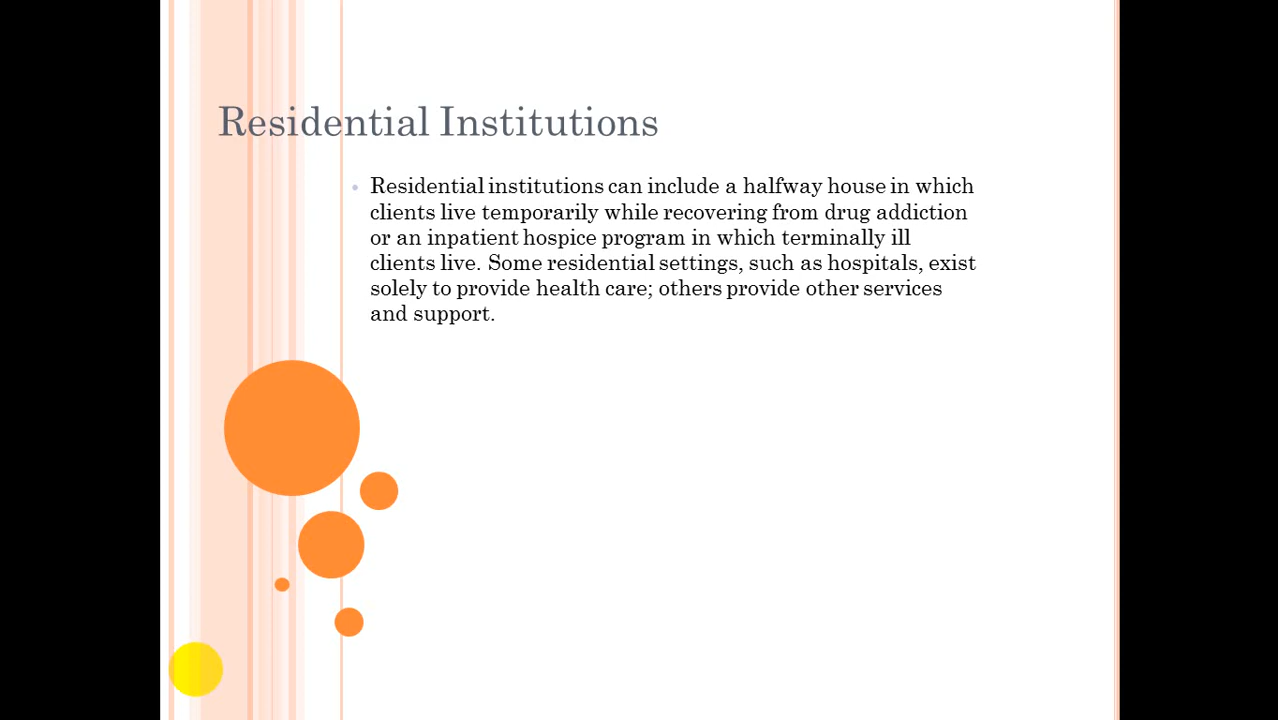 Residential Institutions
• Residential institutions can include a halfway house in which
clients live temporarily while recovering from drug addiction
or an inpatient hospice program in which terminally ill
clients live. Some residential settings, such as hospitals, exist
solely to provide health care; others provide other services
and support.